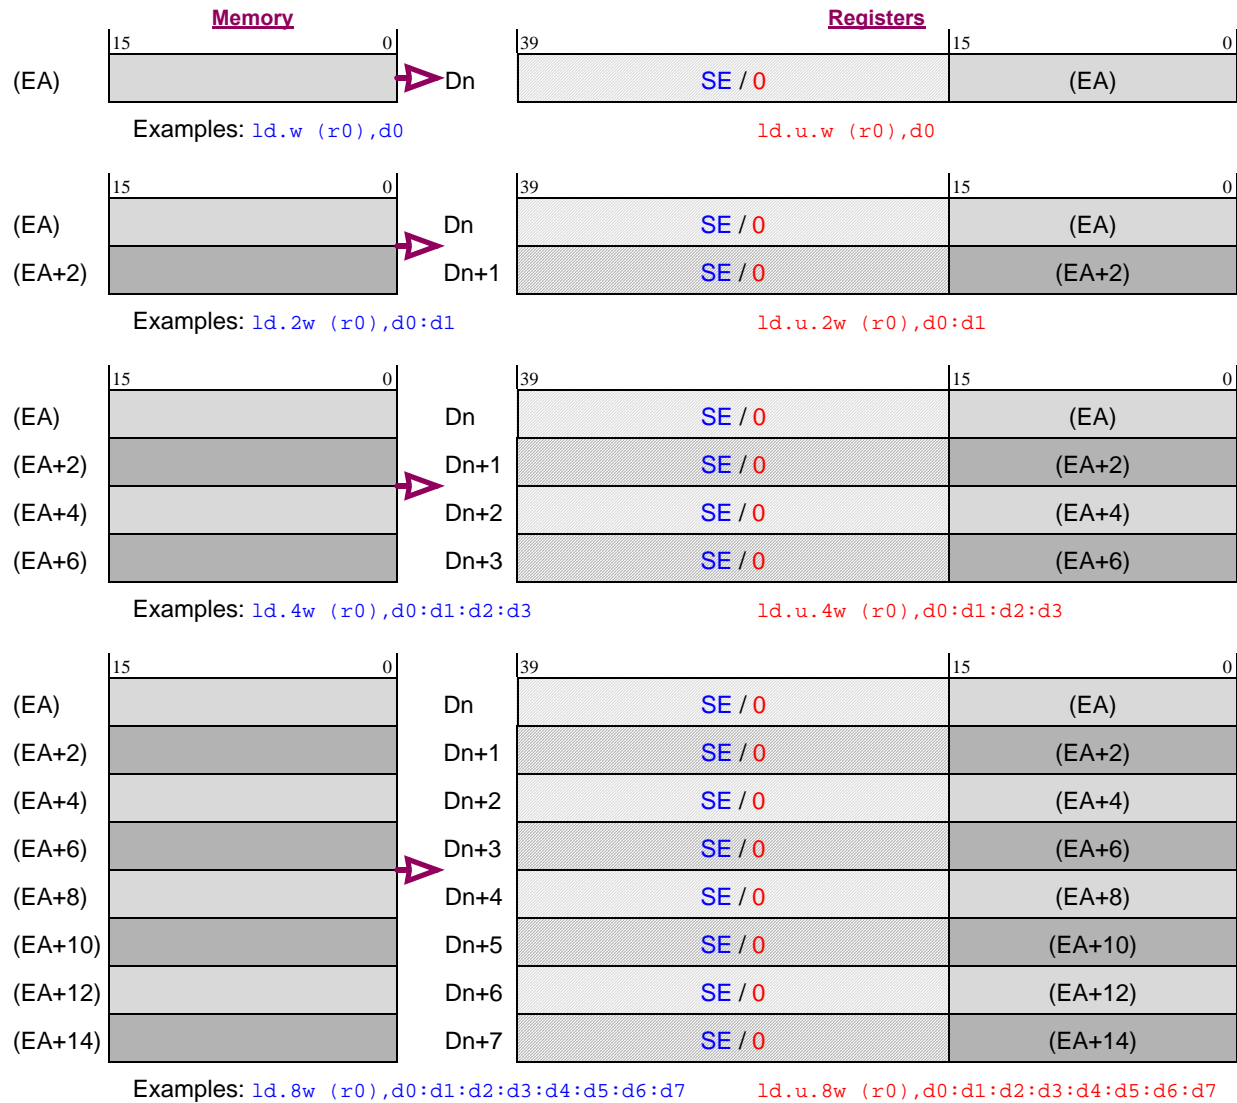 Memory Registers
15 0 39 15 0
(EA) Dn SE / 0 (EA)
Examples: ld.w (r0),d0 ld.u.w (r0),d0
15 0 39 15 0
(EA) Dn SE / 0 (EA)
(EA+2) Dn+1 SE / 0 (EA+2)
Examples: ld.2w (r0),d0:d1 ld.u.2w (r0),d0:d1
15 0 39 15 0
(EA) Dn SE / 0 (EA)
(EA+2) Dn+1 SE / 0 (EA+2)
(EA+4) Dn+2 SE / 0 (EA+4)
(EA+6) Dn+3 SE / 0 (EA+6)
Examples: ld.4w (r0),d0:d1:d2:d3 ld.u.4w (r0),d0:d1:d2:d3
15 0 39 15 0
(EA) Dn SE / 0 (EA)
(EA+2) Dn+1 SE / 0 (EA+2)
(EA+4) Dn+2 SE / 0 (EA+4)
(EA+6) Dn+3 SE / 0 (EA+6)
(EA+8) Dn+4 SE / 0 (EA+8)
(EA+10) Dn+5 SE / 0 (EA+10)
(EA+12) Dn+6 SE / 0 (EA+12)
(EA+14) Dn+7 SE / 0 (EA+14)
Examples: ld.8w (r0),d0:d1:d2:d3:d4:d5:d6:d7 ld.u.8w (r0),d0:d1:d2:d3:d4:d5:d6:d7